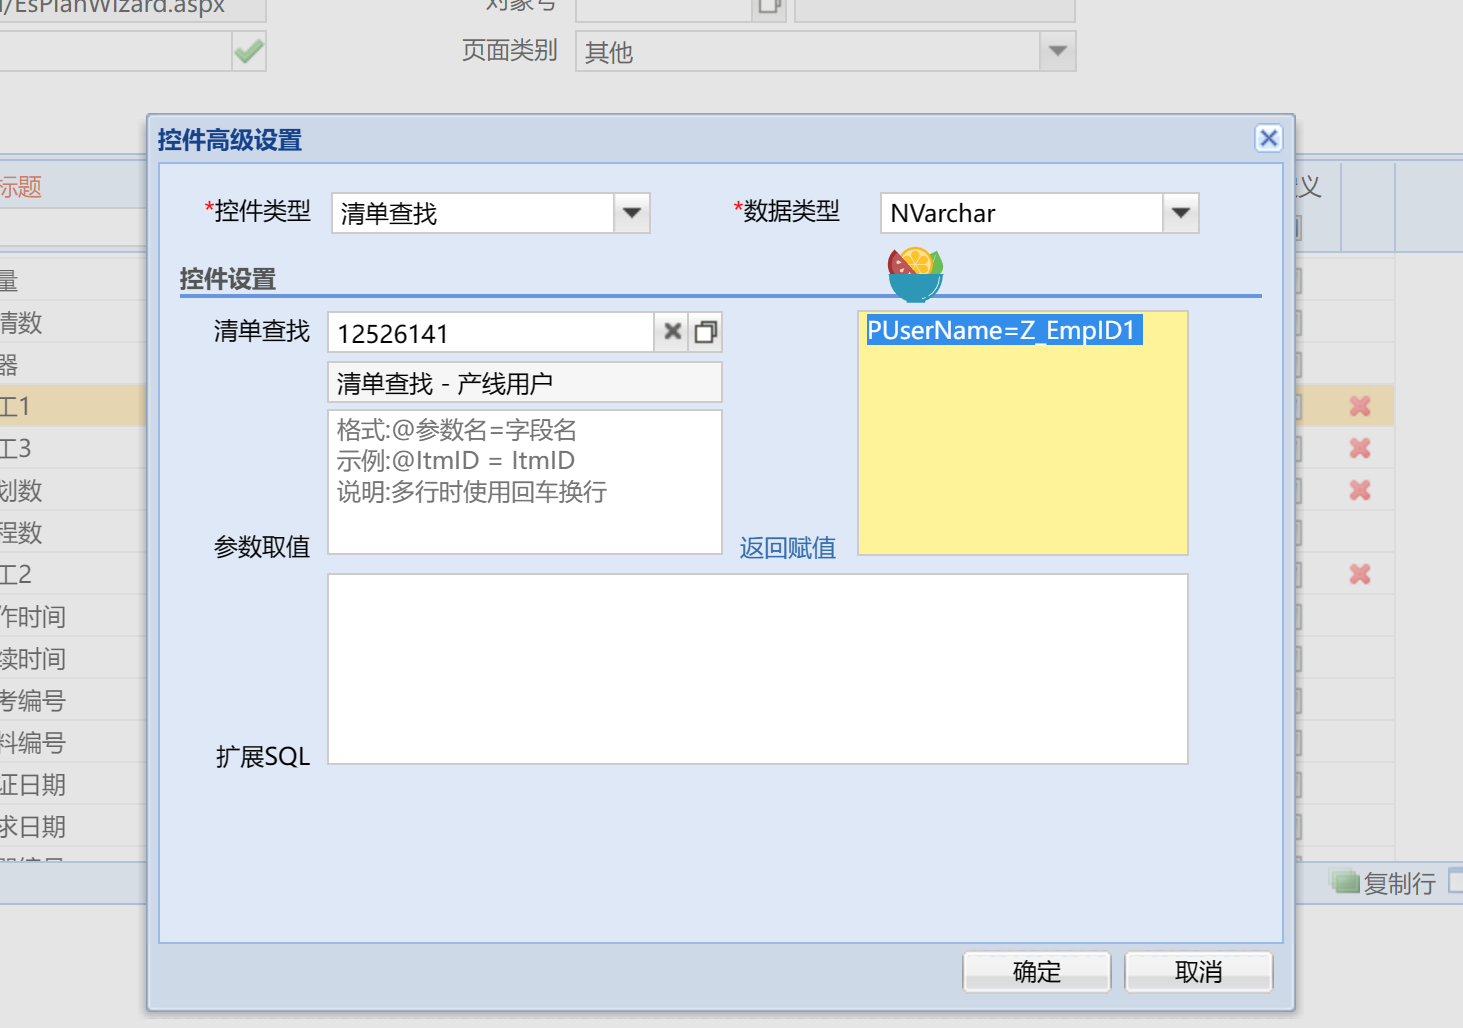 /EsPlanWizard.aspx
对象号
页面类别
其他
控件高级设置
标题
义
*控件类型
清单查找
*数据类型
NVarchar
控件设置
量
清数
器
工1
工3
划数
程数
工2
作时间
续时间
考编号
料编号
证日期
求日期
清单查找
12526141
清单查找 - 产线用户
格式:@参数名=字段名
示例:@ItmID = ItmID
说明:多行时使用回车换行
参数取值
返回赋值
PUserName=Z_EmpID1
扩展SQL
复制行
确定
取消